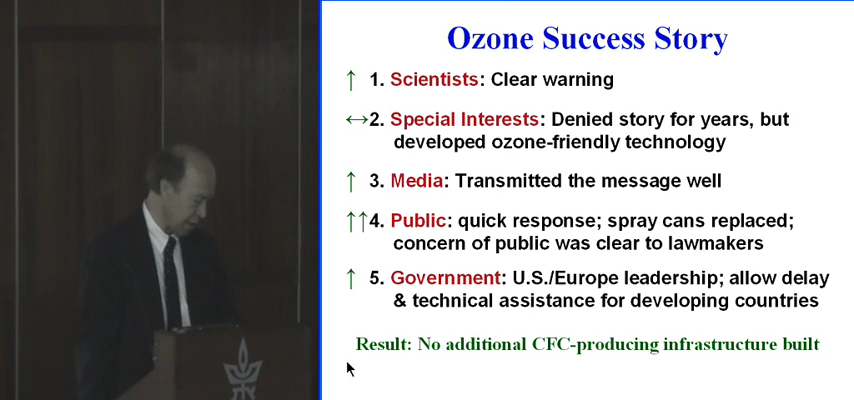 Ozone Success Story
↑ 1. Scientists: Clear warning
↔2. Special Interests: Denied story for years, but
developed ozone-friendly technology
↑ 3. Media: Transmitted the message well
↑↑4. Public: quick response; spray cans replaced;
concern of public was clear to lawmakers
↑ 5. Government: U.S./Europe leadership; allow delay
& technical assistance for developing countries
Result: No additional CFC-producing infrastructure built